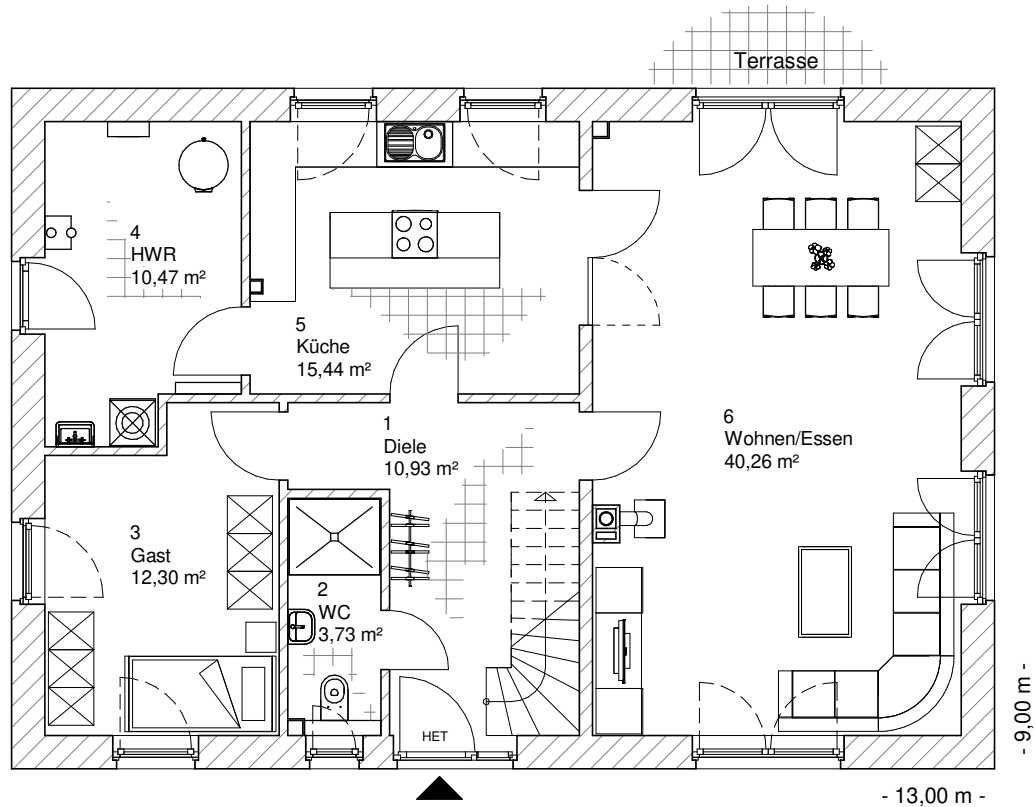 Terrasse
4
HWR
10,47 m²
5
Küche
15,44 m²
1
Diele
10,93 m²
6
Wohnen/Essen
40,26 m²
3
Gast
12,30 m²
2
WC
3,73 m²
HET
- 9,00 m -
- 13,00 m -